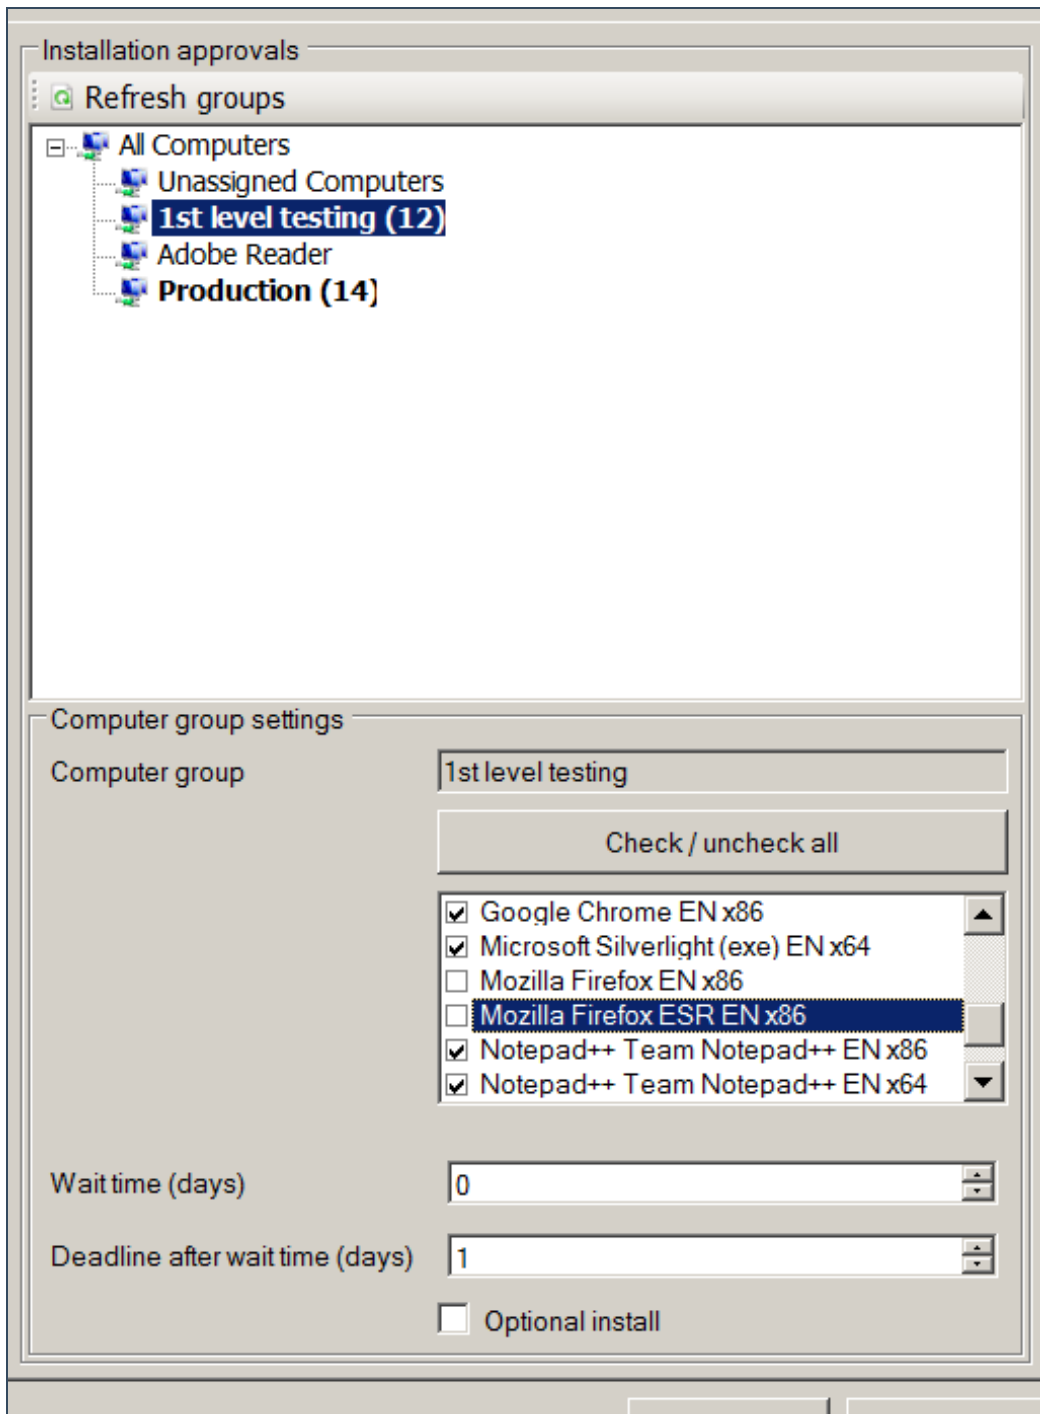 Installation approvals
Refresh groups
All Computers
Unassigned Computers
1st level testing (12)
Adobe Reader
Production (14)
Computer group settings
Computer group 1st level testing
Check / uncheck all
Google Chrome EN x86
Microsoft Silverlight (exe) EN x64
Mozilla Firefox EN x86
Mozilla Firefox ESR EN x86
Notepad++ Team Notepad++ EN x86
Notepad++ Team Notepad++ EN x64
Wait time (days) 0
Deadline after wait time (days) 1
Optional install